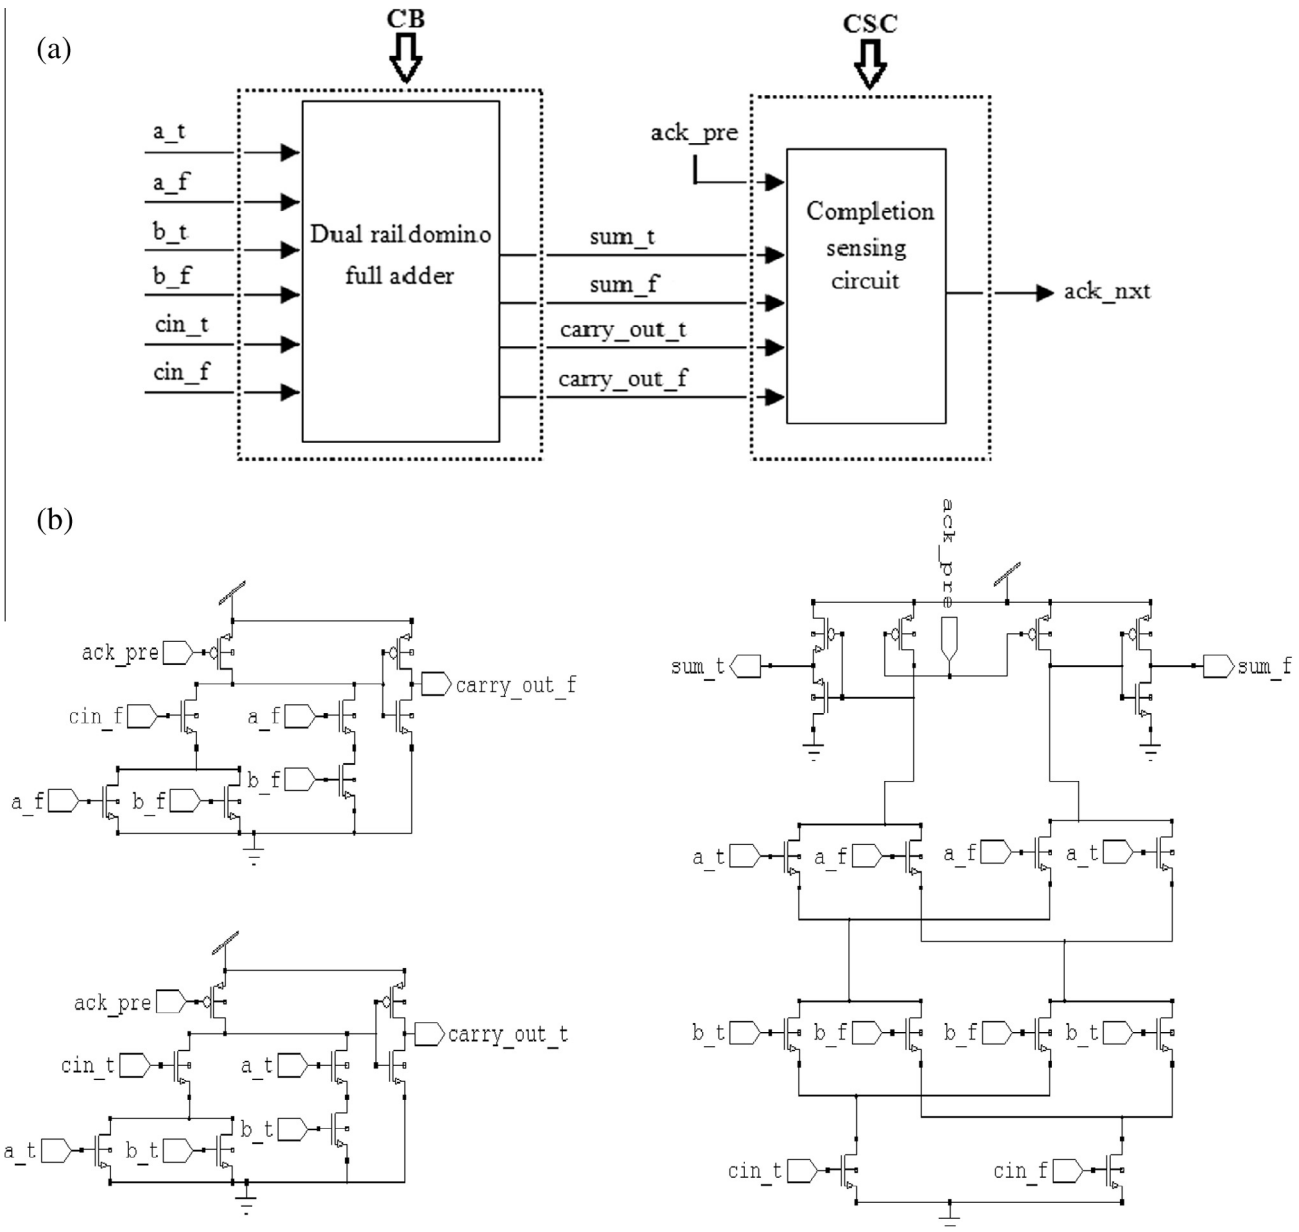 (a)
CB
CSC
a_t
a_f
b_t
b_f
cin_t
cin_f
Dual rail domino
full adder
sum_t
sum_f
carry_out_t
carry_out_f
ack_pre
Completion
sensing
circuit
ack_nxt
(b)
ack_pre
cin_f
a_f
b_f
a_f
b_f
carry_out_f
ack_pre
cin_t
a_t
b_t
a_t
b_t
carry_out_t
ack_pre
sum_t
sum_f
a_t
a_f
a_f
a_t
b_t
b_f
b_f
b_t
cin_t
cin_f